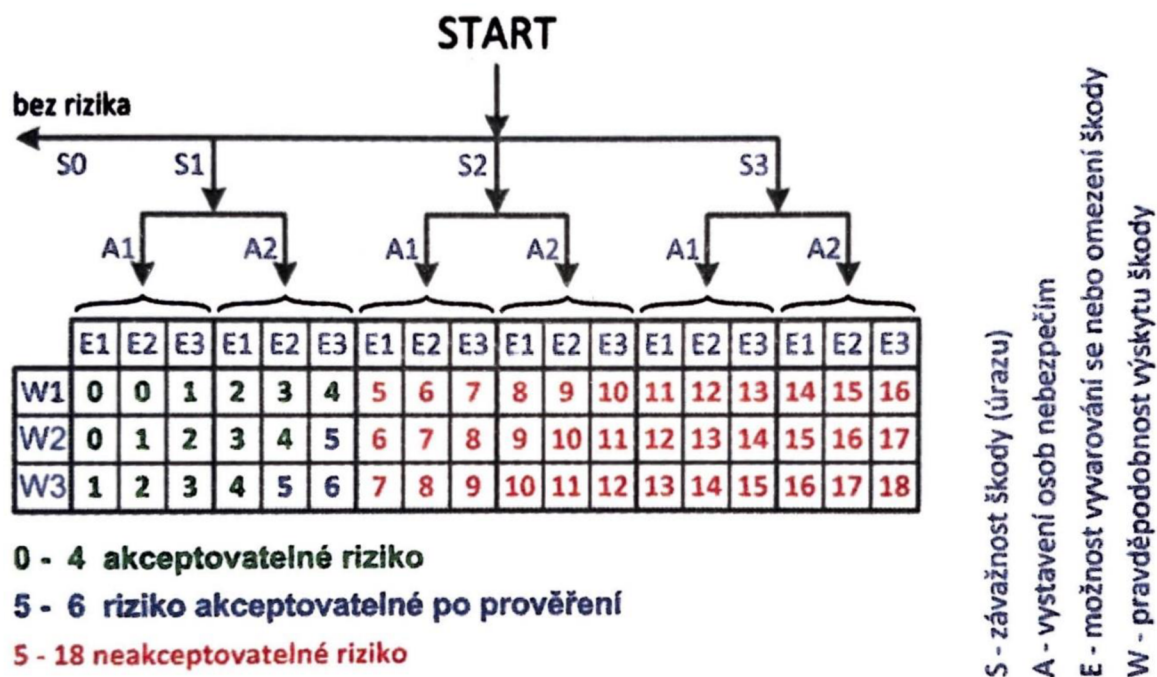 START
bez rizika
S0 S1 S2 S3
A1 A2 A1 A2 A1 A2
E1 E2 E3 E1 E2 E3 E1 E2 E3 E1 E2 E3 E1 E2 E3 E1 E2 E3
W1 0 0 1 2 3 4 5 6 7 8 9 10 11 12 13 14 15 16
W2 0 1 2 3 4 5 6 7 8 9 10 11 12 13 14 15 16 17
W3 1 2 3 4 5 6 7 8 9 10 11 12 13 14 15 16 17 18
0 - 4 akceptovatelné riziko
5 - 6 riziko akceptovatelné po prověření
5 - 18 neakceptovatelné riziko
S - závažnost škody (úrazu)
A - vystavení osob nebezpečím
E - možnost vyvarování se nebo omezení škody
W - pravděpodobnost výskytu škody